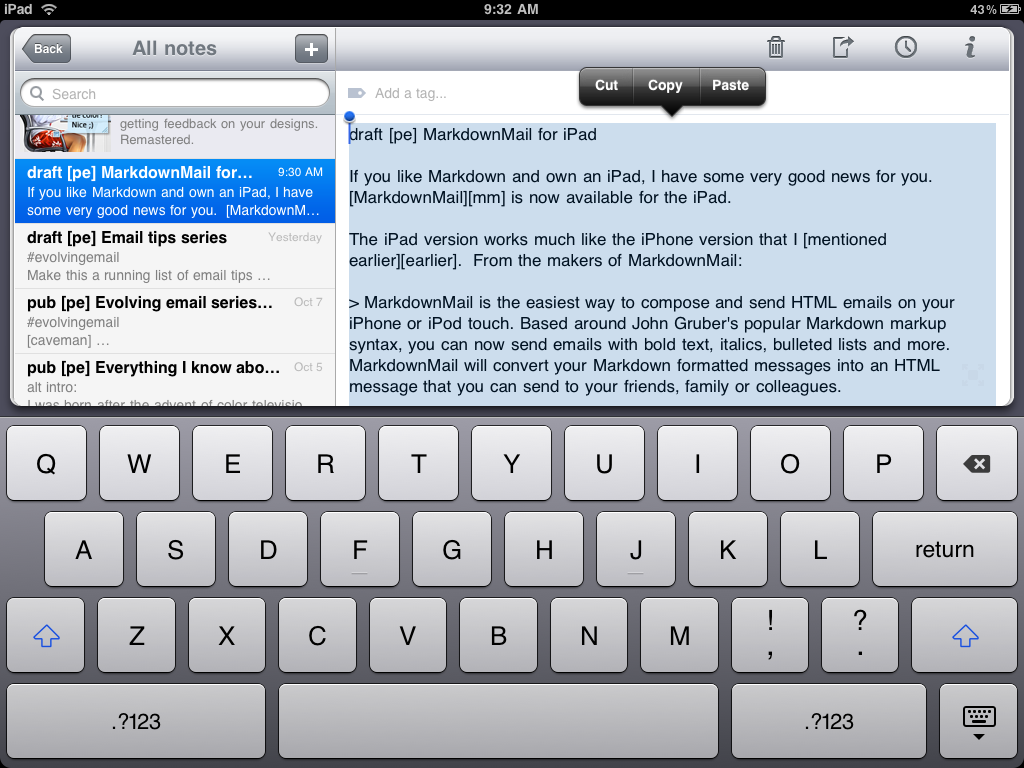 iPad 9:32 AM 43%
Back All notes +
Search
Be color!
Nice ;)
getting feedback on your designs.
Remastered.
draft [pe] MarkdownMail for… 9:30 AM
If you like Markdown and own an iPad, I have
some very good news for you.  [MarkdownM…
draft [pe] Email tips series Yesterday
#evolvingemail
Make this a running list of email tips …
pub [pe] Evolving email series… Oct 7
#evolvingemail
[caveman] …
pub [pe] Everything I know abo… Oct 5
alt intro:
I was born after the advent of color televisio
i
Add a tag...
Cut Copy Paste
draft [pe] MarkdownMail for iPad
If you like Markdown and own an iPad, I have some very good news for you.
[MarkdownMail][mm] is now available for the iPad.
The iPad version works much like the iPhone version that I [mentioned
earlier][earlier].  From the makers of MarkdownMail:
> MarkdownMail is the easiest way to compose and send HTML emails on your
iPhone or iPod touch. Based around John Gruber's popular Markdown markup
syntax, you can now send emails with bold text, italics, bulleted lists and more.
MarkdownMail will convert your Markdown formatted messages into an HTML
message that you can send to your friends, family or colleagues.
Q W E R T Y U I O P
A S D F G H J K L return
Z X C V B N M ! , ? .
.?123 .?123